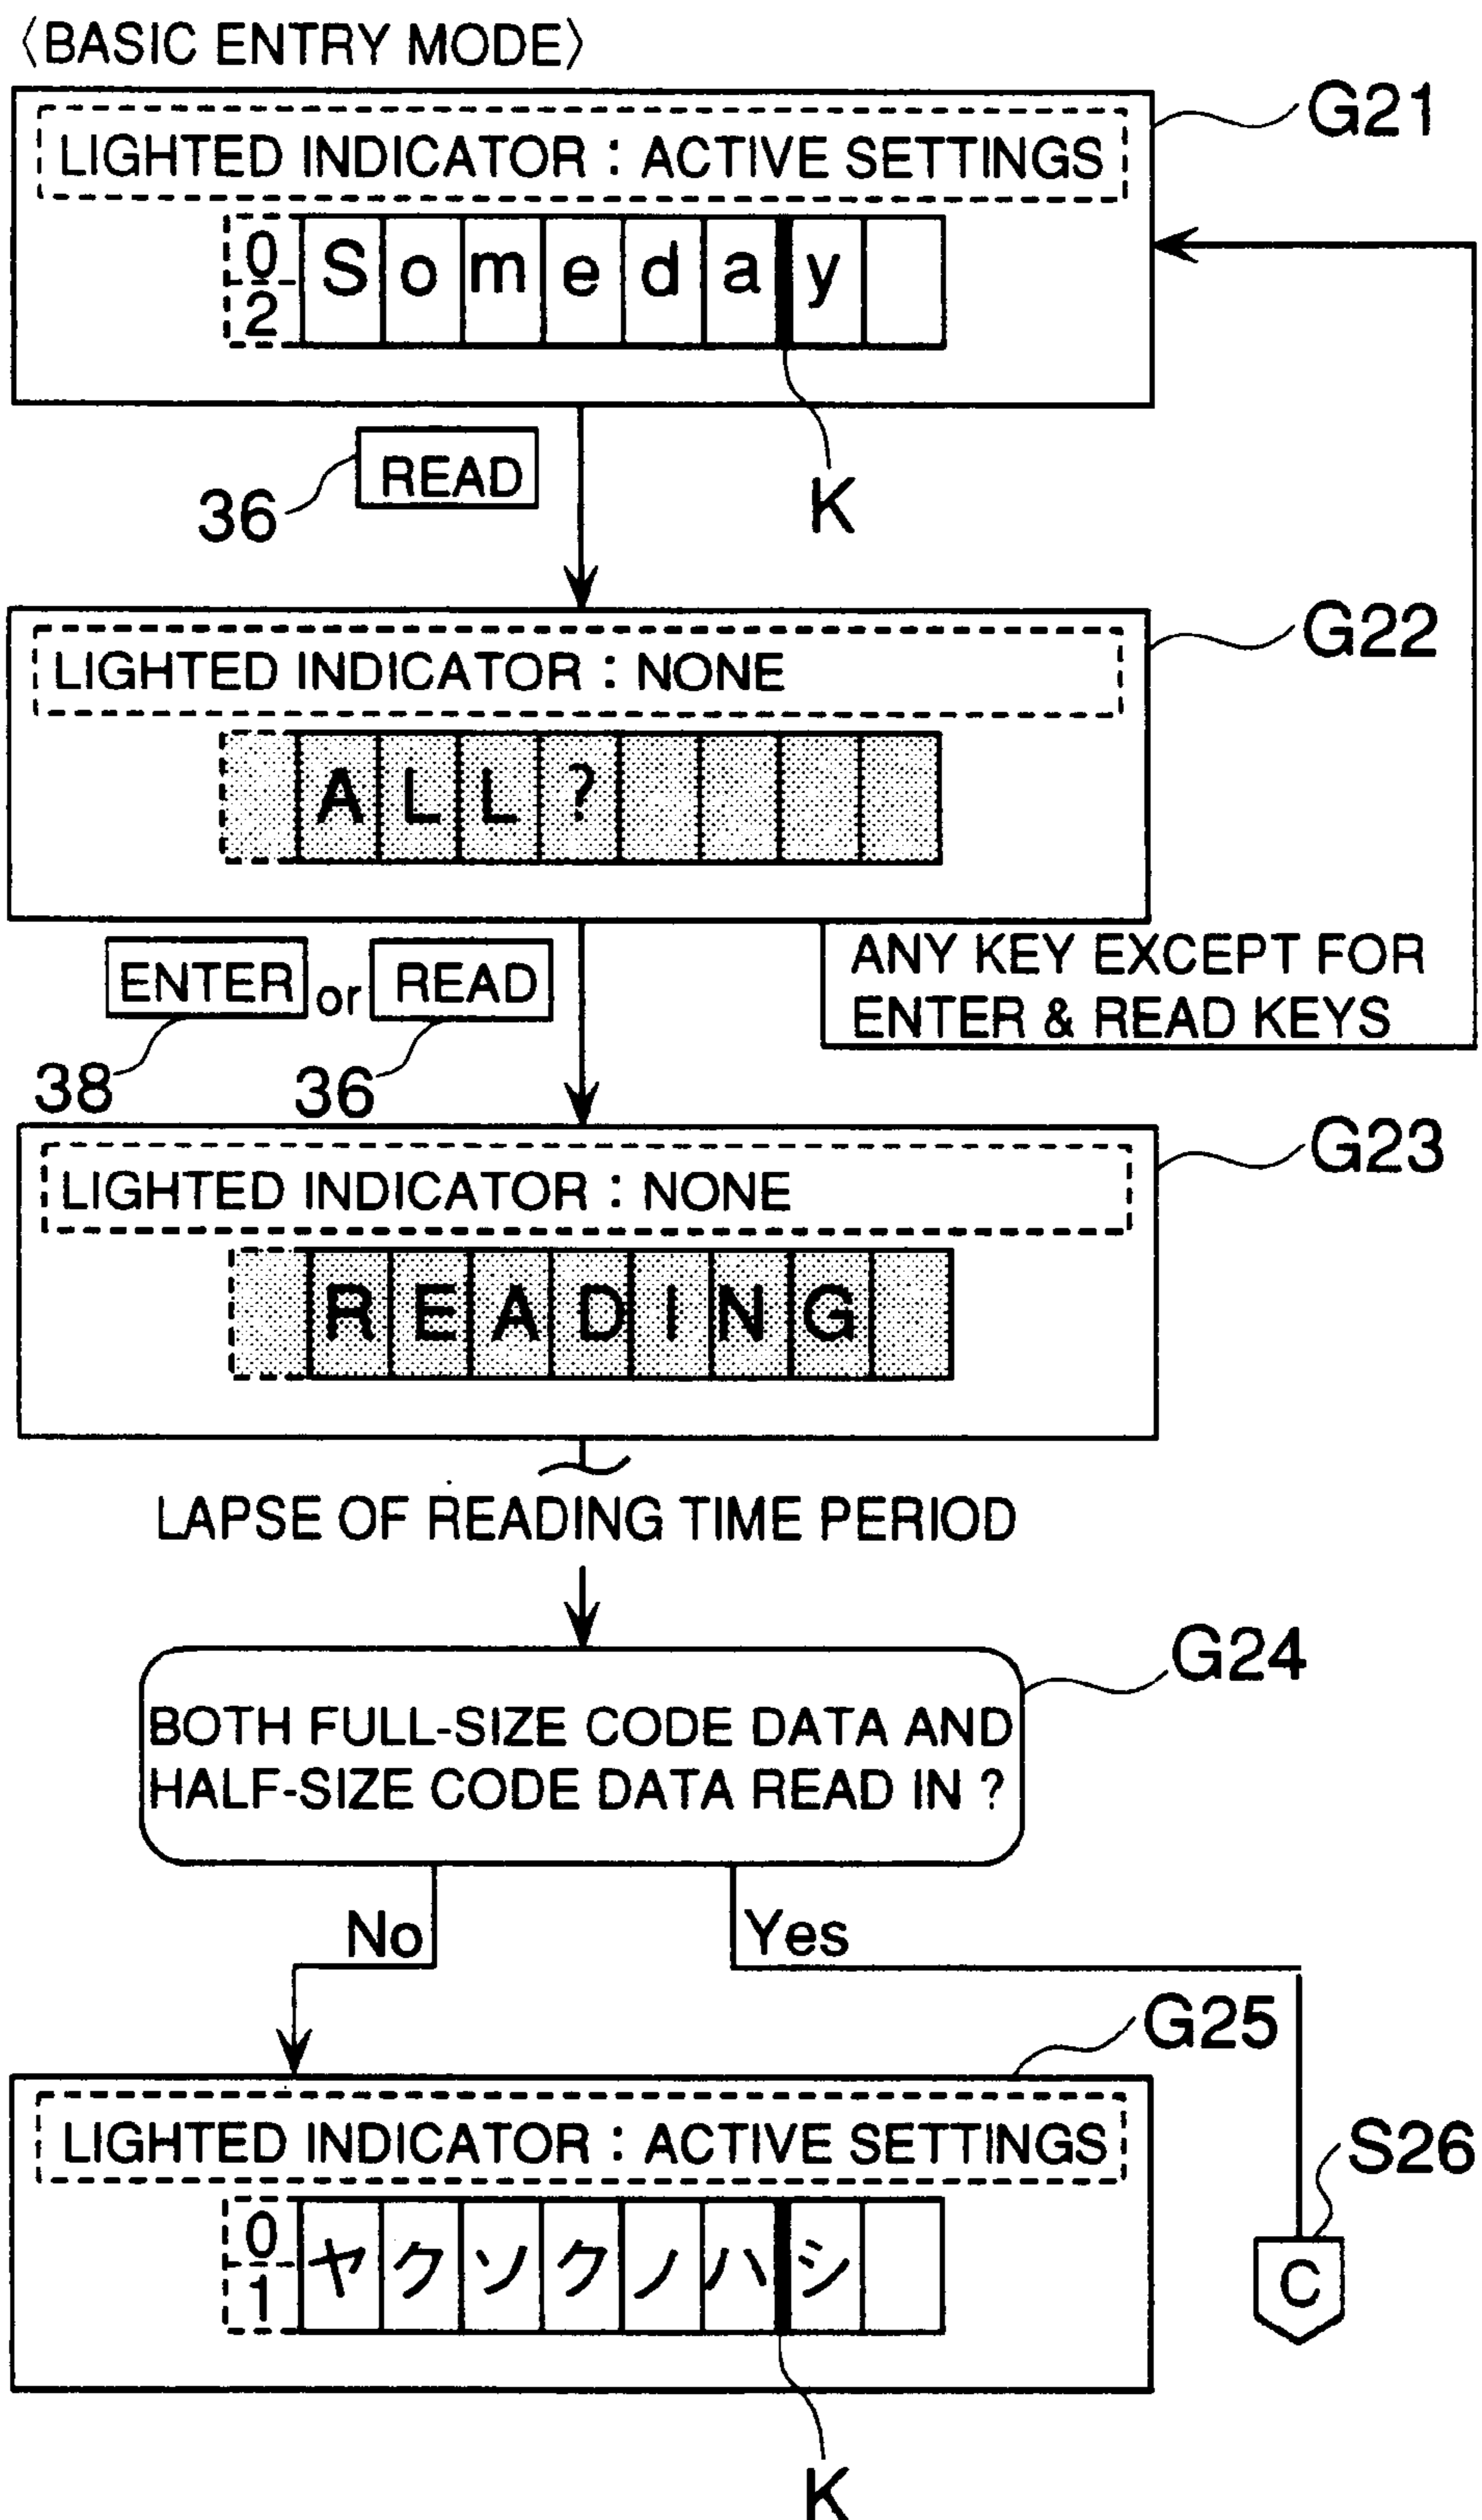 〈BASIC ENTRY MODE〉
G21
LIGHTED INDICATOR : ACTIVE SETTINGS
0 2 Someday
K
READ
36
G22
LIGHTED INDICATOR : NONE
ALL?
ENTER or READ
ANY KEY EXCEPT FOR
ENTER & READ KEYS
38 36
G23
LIGHTED INDICATOR : NONE
READING
LAPSE OF READING TIME PERIOD
G24
BOTH FULL-SIZE CODE DATA AND
HALF-SIZE CODE DATA READ IN ?
No Yes
G25
LIGHTED INDICATOR : ACTIVE SETTINGS
S26
0 1 ヤクソクノハシ
C
K